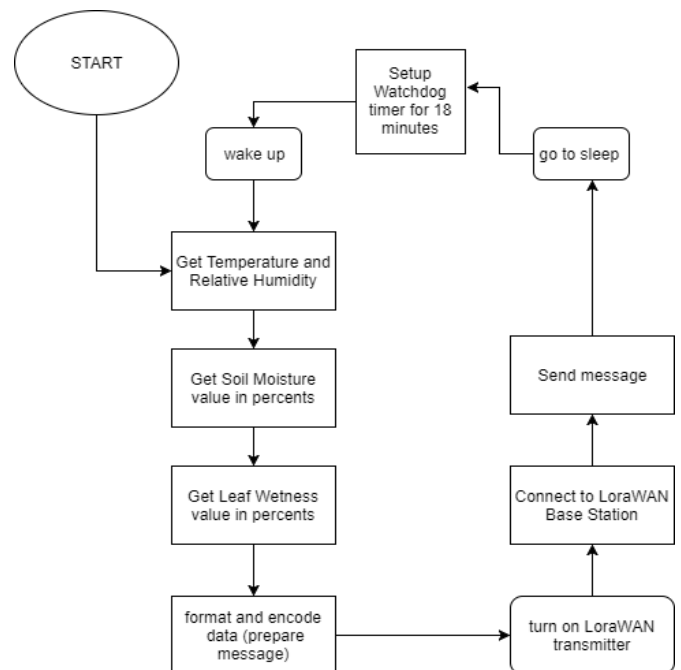 START
Setup
Watchdog
timer for 18
minutes
wake up
go to sleep
Get Temperature and
Relative Humidity
Get Soil Moisture
value in percents
Send message
Get Leaf Wetness
value in percents
Connect to LoraWAN
Base Station
format and encode
data (prepare
message)
turn on LoraWAN
transmitter